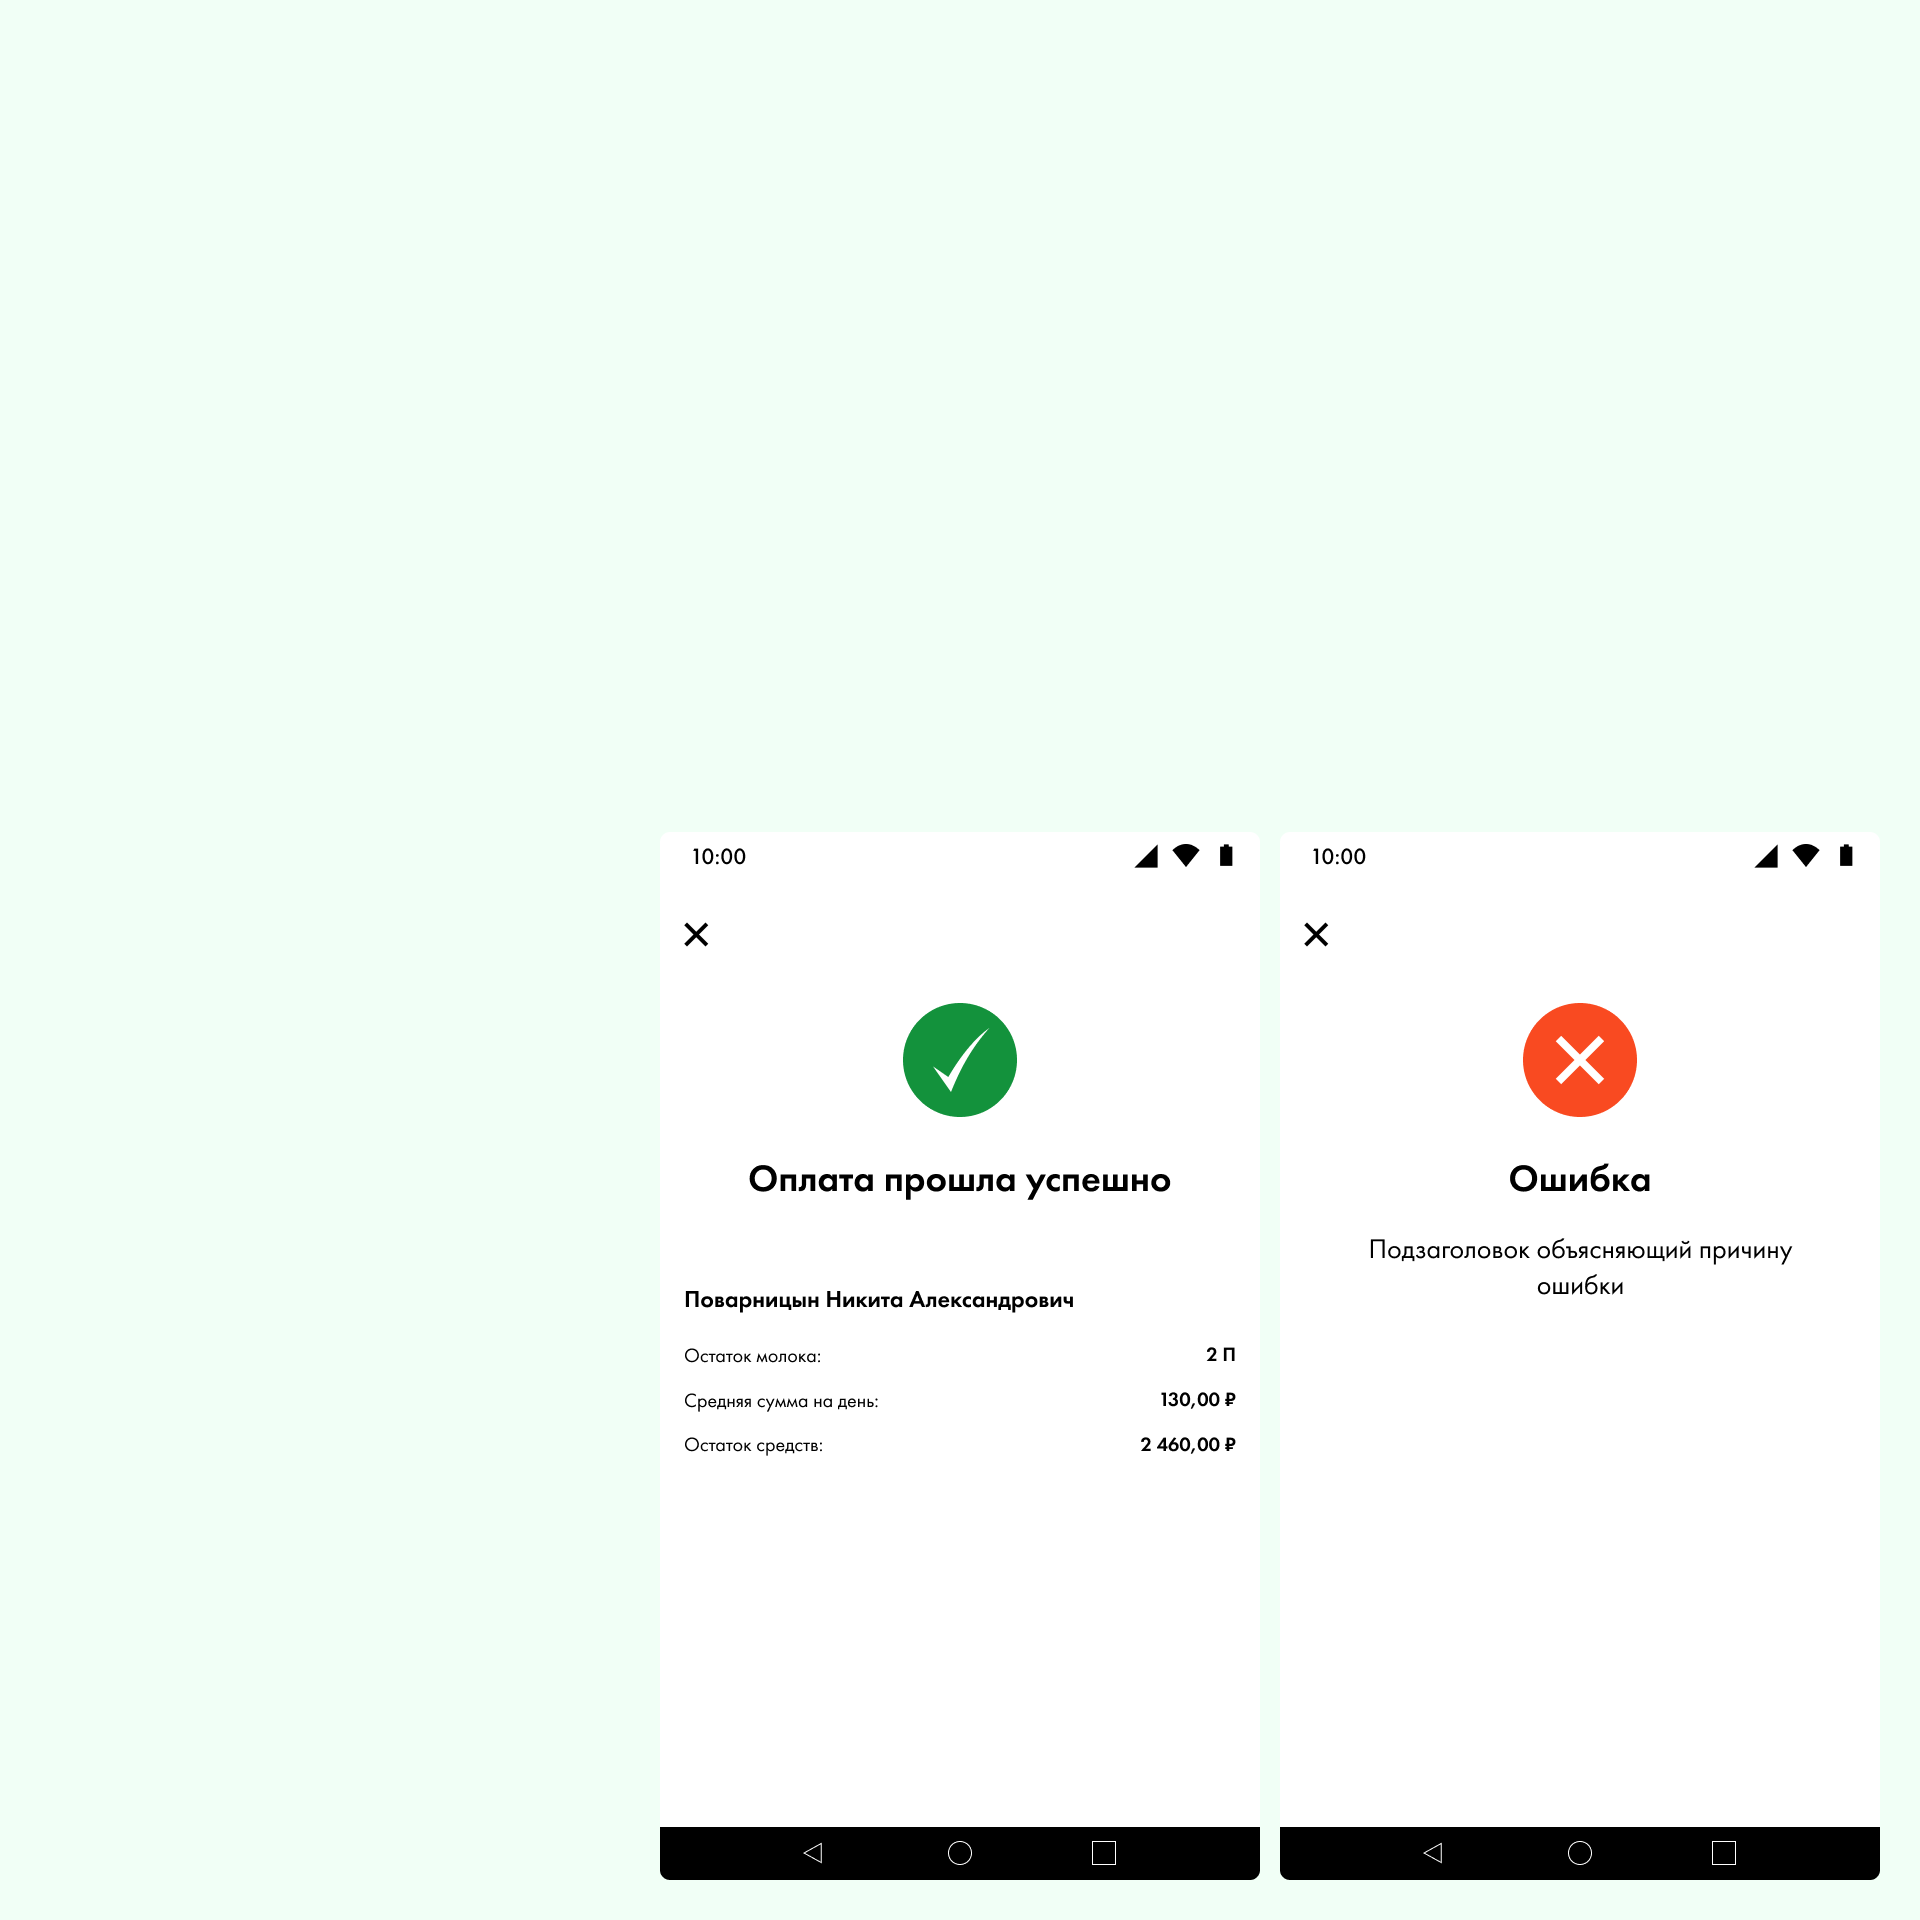 10:00
Оплата прошла успешно
Поварницын Никита Александрович
Остаток молока: 2 П
Средняя сумма на день: 130,00 ₽
Остаток средств: 2 460,00 ₽
10:00
Ошибка
Подзаголовок объясняющий причину
ошибки